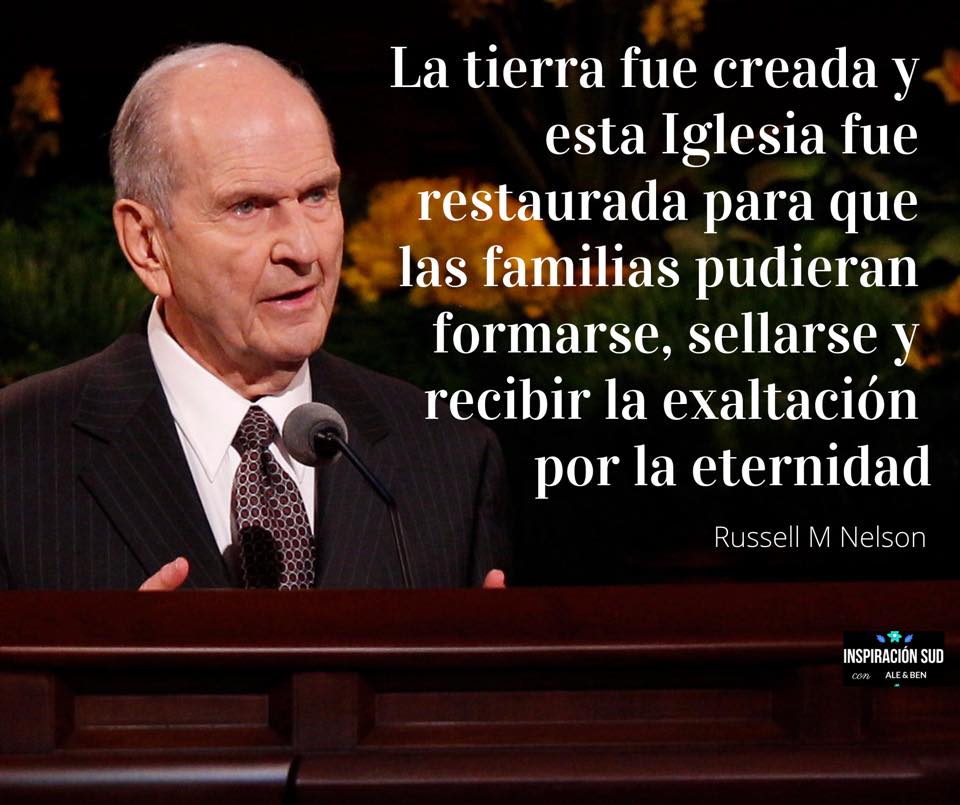 La tierra fue creada y
esta Iglesia fue
restaurada para que
las familias pudieran
formarse, sellarse y
recibir la exaltación
por la eternidad
Russell M Nelson
INSPIRACIÓN SUD
con ALE & BEN